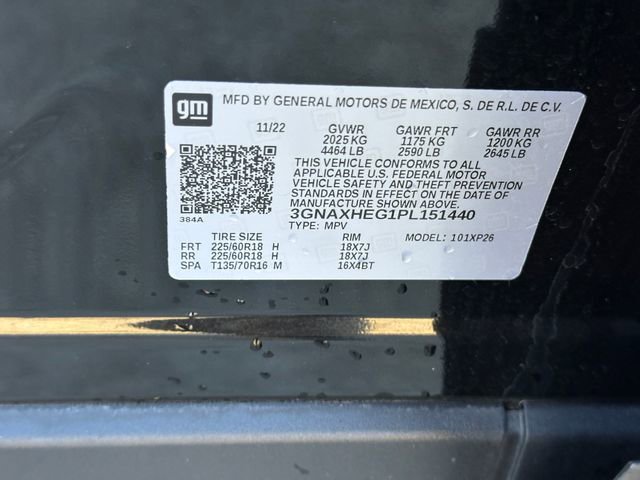 gm
MFD BY GENERAL MOTORS DE MEXICO, S. DE R.L. DE C.V.
11/22 GVWR GAWR FRT GAWR RR
2025 KG 1175 KG 1200 KG
4464 LB 2590 LB 2645 LB
THIS VEHICLE CONFORMS TO ALL
APPLICABLE U.S. FEDERAL MOTOR
VEHICLE SAFETY AND THEFT PREVENTION
STANDARDS IN EFFECT ON THE DATE OF
MANUFACTURE SHOWN ABOVE.
384A 3GNAXHEG1PL151440
TYPE: MPV
TIRE SIZE RIM MODEL: 101XP26
FRT 225/60R18 H 18X7J
RR 225/60R18 H 18X7J
SPA T135/70R16 M 16X4BT